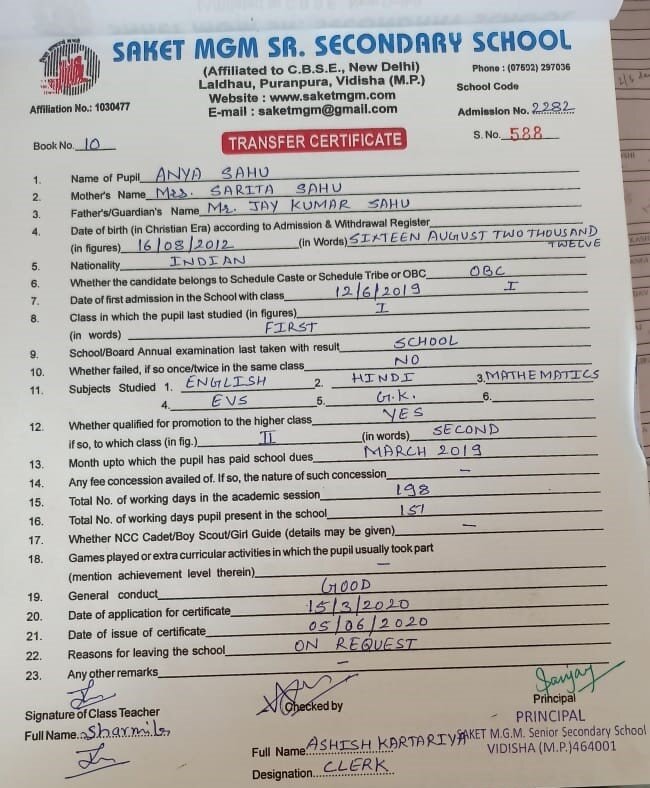 SAKET MGM SR. SECONDARY SCHOOL
(Affiliated to C.B.S.E., New Delhi)
Laldhau, Puranpura, Vidisha (M.P.)
Website : www.saketmgm.com
E-mail : saketmgm@gmail.com
Phone : (07592) 297036
School Code
Affiliation No.: 1030477
Admission No. 2282
Book No. 10
TRANSFER CERTIFICATE
S. No. 588
1. Name of Pupil ANYA SAHU
2. Mother's Name Mrs. SARITA SAHU
3. Father's/Guardian's Name Mr. JAY KUMAR SAHU
4. Date of birth (in Christian Era) according to Admission & Withdrawal Register
(in figures) 16/08/2012 (in Words) SIXTEEN AUGUST TWO THOUSAND
TWELVE
5. Nationality INDIAN
6. Whether the candidate belongs to Schedule Caste or Schedule Tribe or OBC OBC
7. Date of first admission in the School with class 12/6/2019 I
8. Class in which the pupil last studied (in figures) I
(in words) FIRST
9. School/Board Annual examination last taken with result SCHOOL
10. Whether failed, if so once/twice in the same class NO
11. Subjects Studied 1. ENGLISH 2. HINDI 3. MATHEMATICS
4. EVS 5. G.K. 6.
12. Whether qualified for promotion to the higher class YES
if so, to which class (in fig.) II (in words) SECOND
13. Month upto which the pupil has paid school dues MARCH 2019
14. Any fee concession availed of. If so, the nature of such concession –
15. Total No. of working days in the academic session 198
16. Total No. of working days pupil present in the school 151
17. Whether NCC Cadet/Boy Scout/Girl Guide (details may be given) –
18. Games played or extra curricular activities in which the pupil usually took part
(mention achievement level therein) –
19. General conduct GOOD
20. Date of application for certificate 15/3/2020
21. Date of issue of certificate 05/06/2020
22. Reasons for leaving the school ON REQUEST
23. Any other remarks –
Sanjay
Signature of Class Teacher
Checked by
Principal
Full Name. Sharmila
PRINCIPAL
SAKET M.G.M. Senior Secondary School
VIDISHA (M.P.)464001
Full Name ASHISH KARTARIYA
Designation CLERK